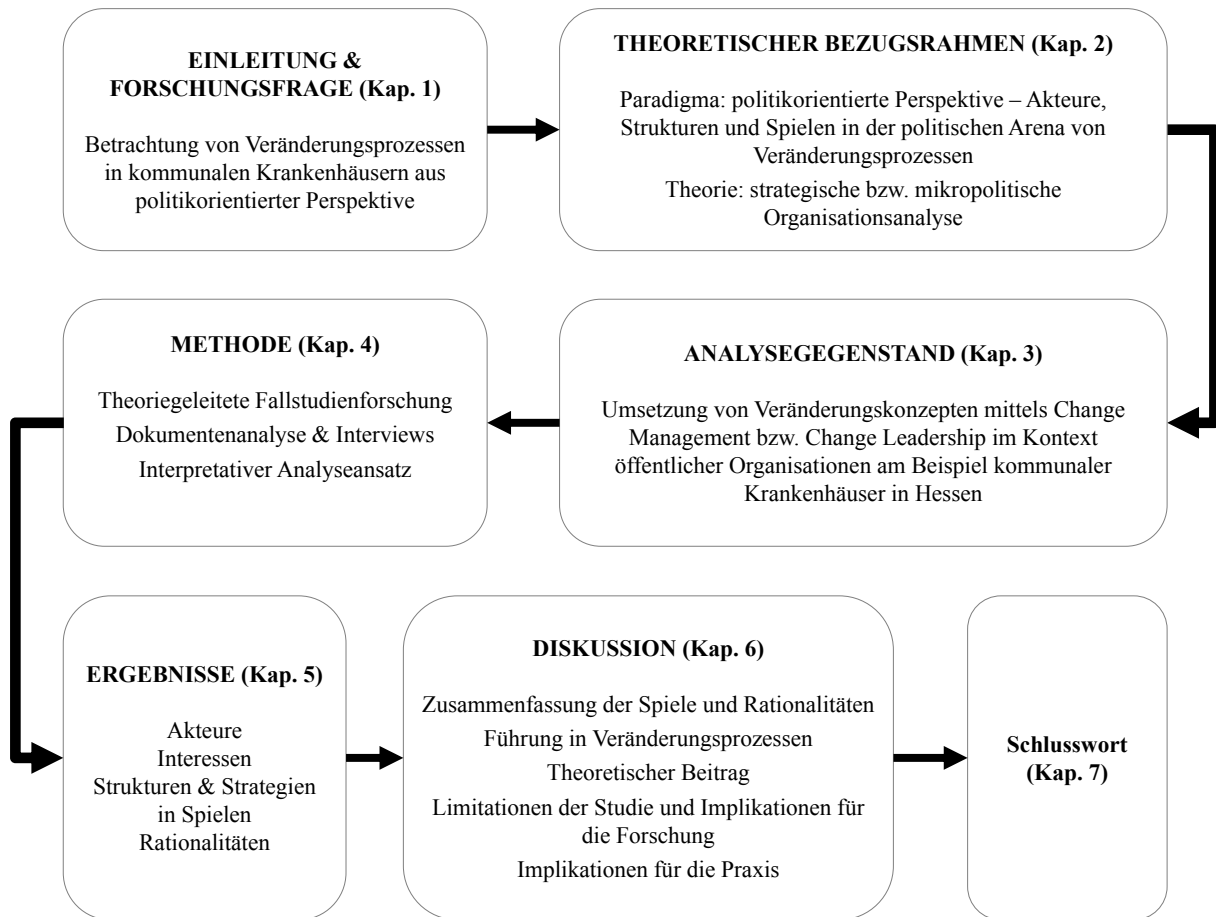 EINLEITUNG &
FORSCHUNGSFRAGE (Kap. 1)
Betrachtung von Veränderungsprozessen
in kommunalen Krankenhäusern aus
politikorientierter Perspektive
THEORETISCHER BEZUGSRAHMEN (Kap. 2)
Paradigma: politikorientierte Perspektive – Akteure,
Strukturen und Spielen in der politischen Arena von
Veränderungsprozessen
Theorie: strategische bzw. mikropolitische
Organisationsanalyse
ANALYSEGEGENSTAND (Kap. 3)
Umsetzung von Veränderungskonzepten mittels Change
Management bzw. Change Leadership im Kontext
öffentlicher Organisationen am Beispiel kommunaler
Krankenhäuser in Hessen
METHODE (Kap. 4)
Theoriegeleitete Fallstudienforschung
Dokumentenanalyse & Interviews
Interpretativer Analyseansatz
ERGEBNISSE (Kap. 5)
Akteure
Interessen
Strukturen & Strategien
in Spielen
Rationalitäten
DISKUSSION (Kap. 6)
Zusammenfassung der Spiele und Rationalitäten
Führung in Veränderungsprozessen
Theoretischer Beitrag
Limitationen der Studie und Implikationen für
die Forschung
Implikationen für die Praxis
Schlusswort
(Kap. 7)